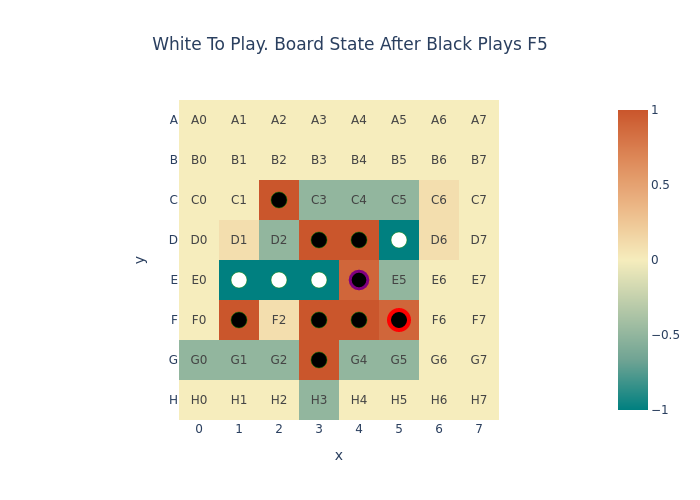 White To Play. Board State After Black Plays F5
A A0 A1 A2 A3 A4 A5 A6 A7 1
B B0 B1 B2 B3 B4 B5 B6 B7 0.5
C C0 C1 C3 C4 C5 C6 C7
D D0 D1 D2 D6 D7 0
y
E E0 E5 E6 E7
F F0 F2 F6 F7 −0.5
G G0 G1 G2 G4 G5 G6 G7
H H0 H1 H2 H3 H4 H5 H6 H7 −1
0 1 2 3 4 5 6 7
x